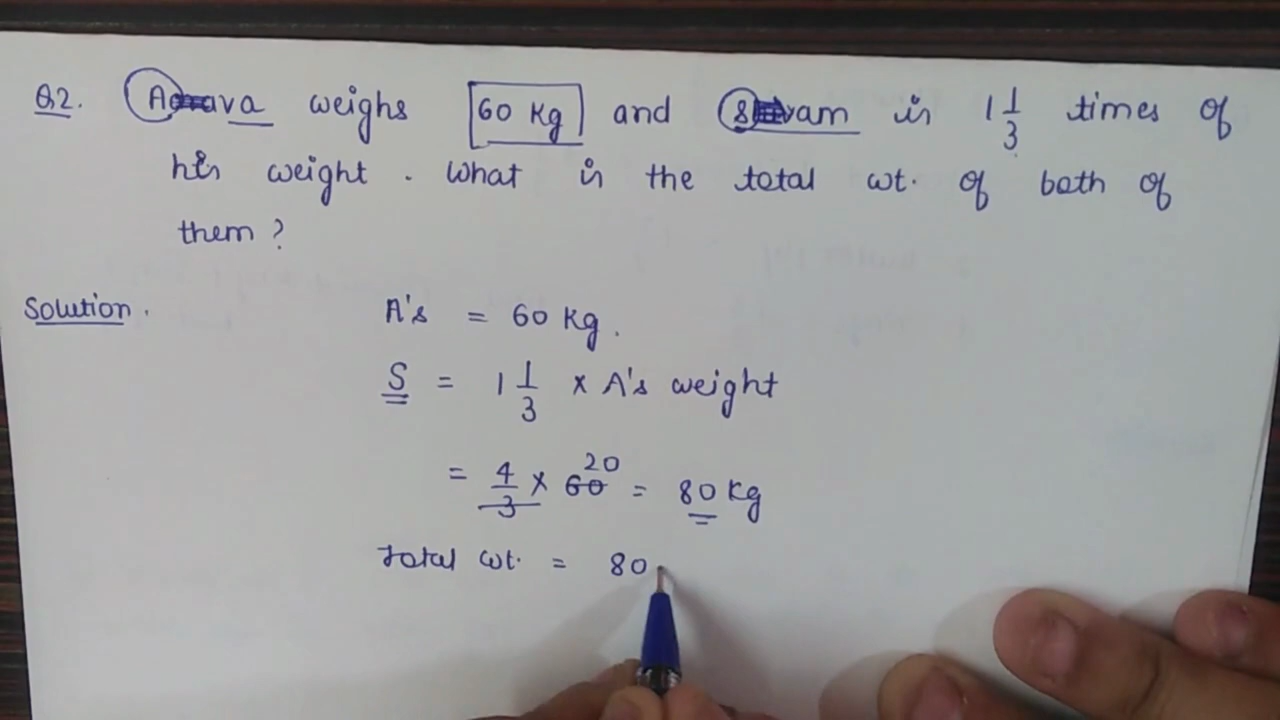 Q2. weighs 60 Kg and is 1 1/3 times of
his weight. What is the total wt. of both of
them?
Solution. A's = 60 Kg.
S = 1 1/3 x A's weight
= 4/3 x 60 20 = 80 Kg
Total wt. = 80